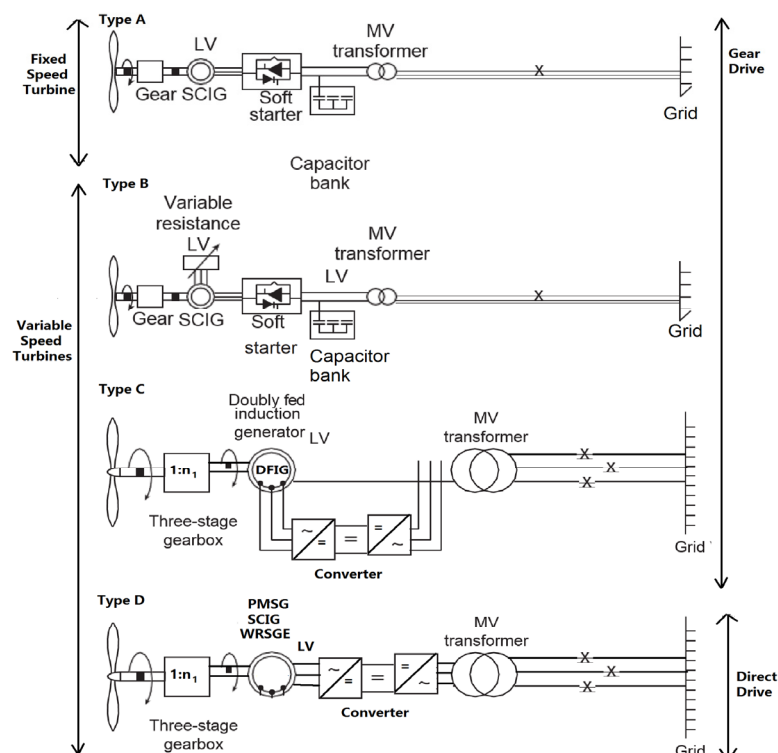 Type A
Fixed
Speed
Turbine
LV
Gear SCIG
Soft
starter
MV
transformer
X
Grid
Gear
Drive
Capacitor
bank
Type B
Variable
resistance
LV
Gear SCIG
Soft
starter
LV
Capacitor
bank
MV
transformer
X
Grid
Variable
Speed
Turbines
Type C
Doubly fed
induction
generator
LV
1:n1
DFIG
Three-stage
gearbox
~
=
=
=
~
Converter
MV
transformer
X
X
X
Grid
Type D
PMSG
SCIG
WRSGE
LV
1:n1
Three-stage
gearbox
~
=
=
=
~
Converter
MV
transformer
X
X
X
Grid
Direct
Drive